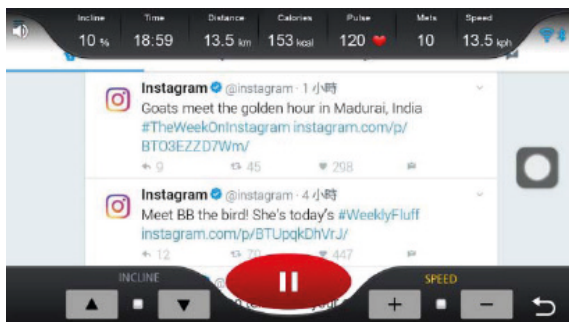 Incline Time Distance Calories Pulse Mets Speed
10 % 18:59 13.5 km 153 kcal 120 10 13.5 kph
Instagram @instagram · 1 小時
Goats meet the golden hour in Madurai, India
#TheWeekOnInstagram instagram.com/p/
BTO3EZZD7Wm/
9 45 298
Instagram @instagram · 4 小時
Meet BB the bird! She's today's #WeeklyFluff
instagram.com/p/BTUpqkDhVrJ/
12 70 447
INCLINE SPEED
+ −